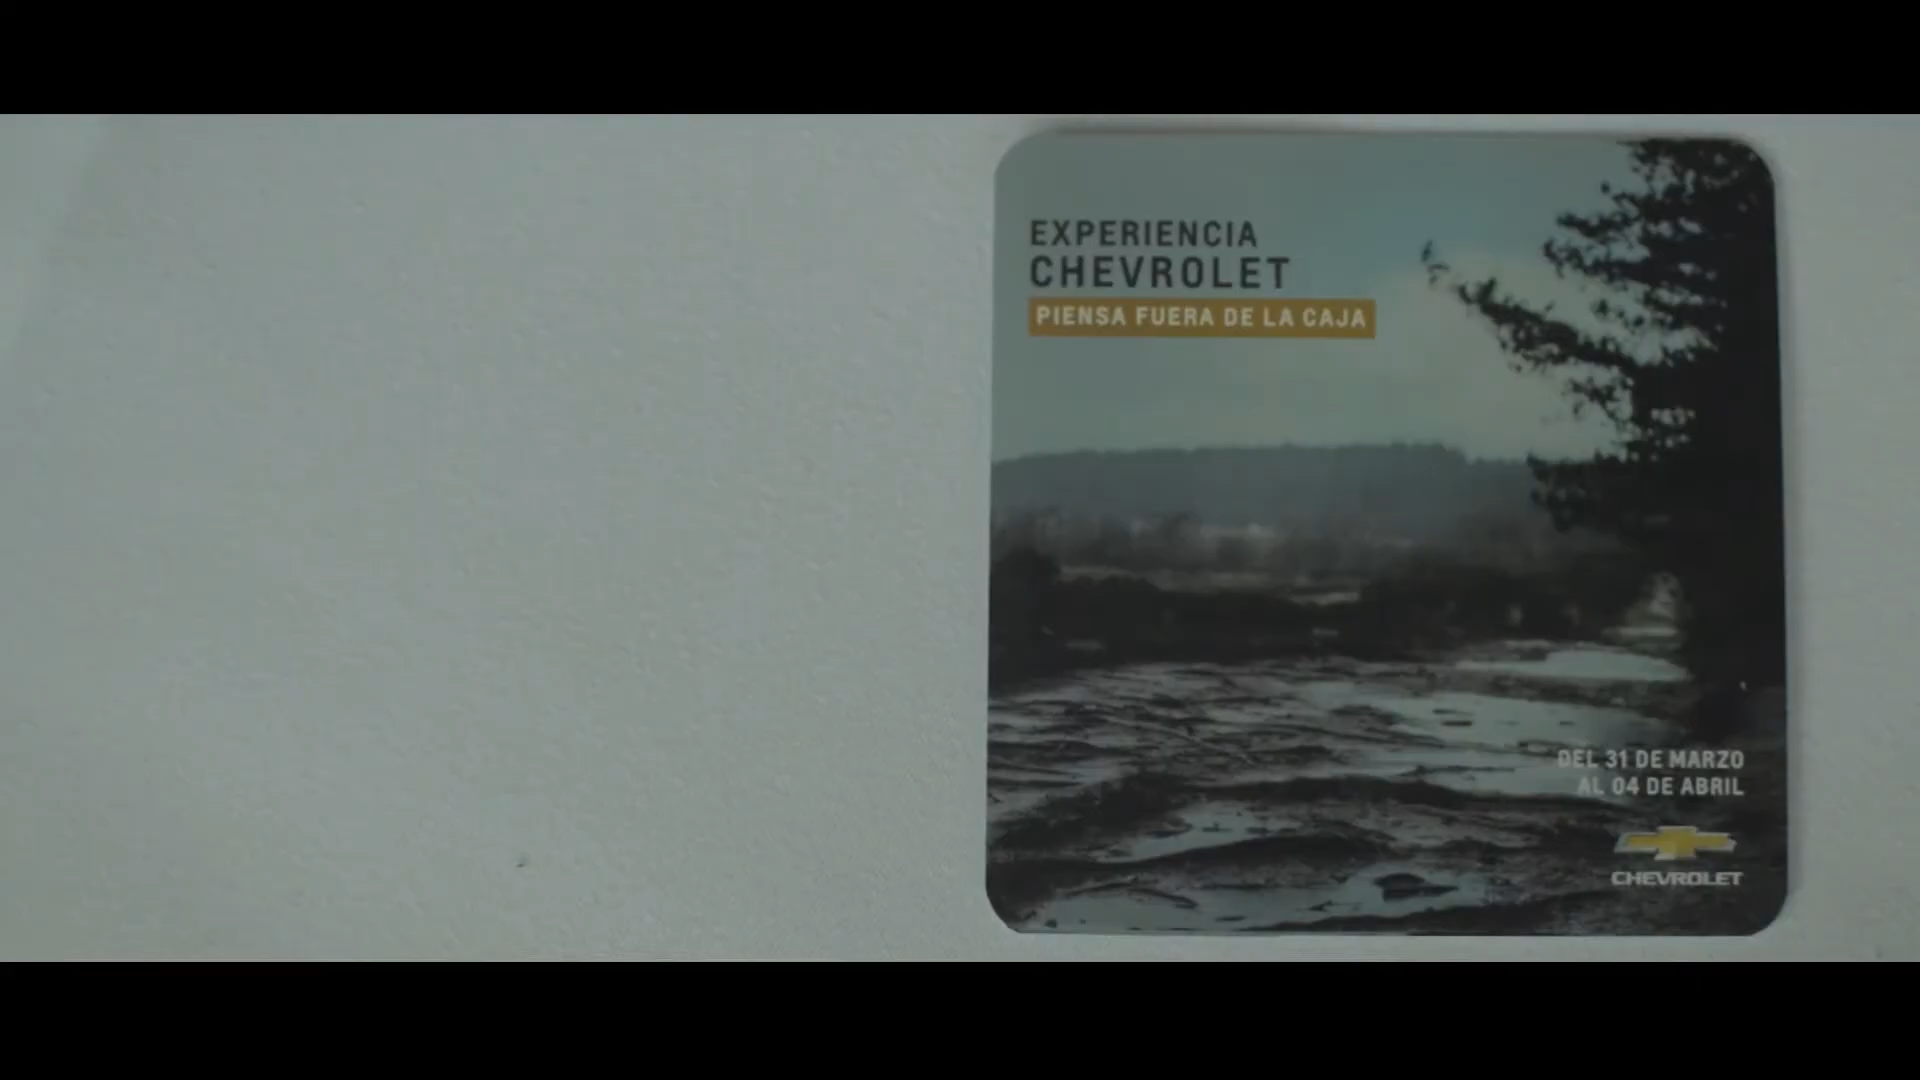 EXPERIENCIA
CHEVROLET
PIENSA FUERA DE LA CAJA
DEL 31 DE MARZO
AL 04 DE ABRIL
CHEVROLET